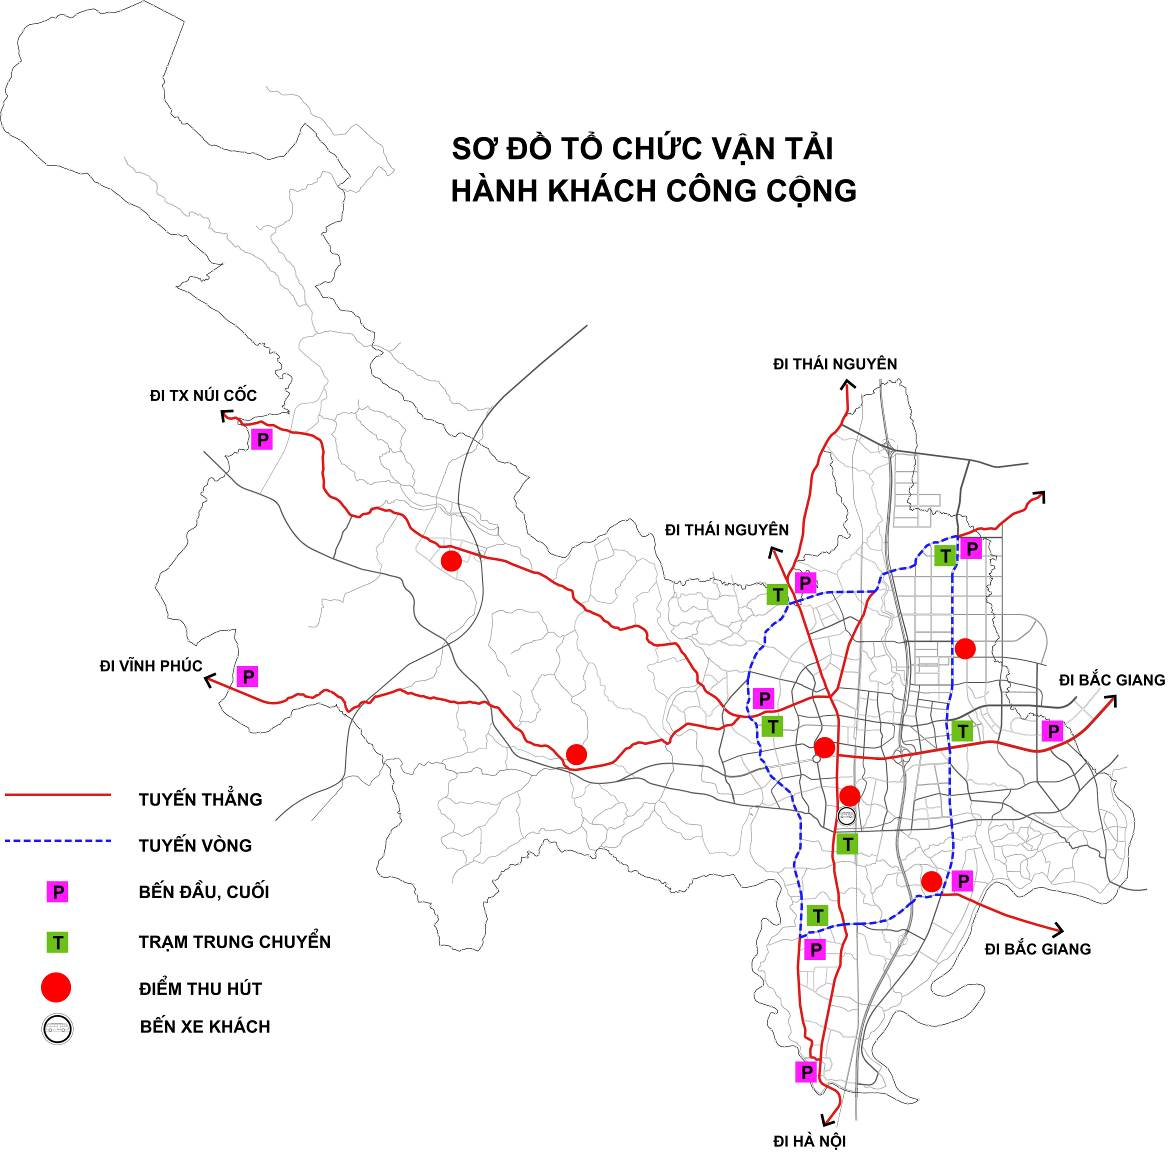 SƠ ĐỒ TỔ CHỨC VẬN TẢI
HÀNH KHÁCH CÔNG CỘNG
ĐI THÁI NGUYÊN
ĐI TX NÚI CỐC
P
ĐI THÁI NGUYÊN
T
P
T
P
ĐI VĨNH PHÚC
P
ĐI BẮC GIANG
P
T
T
P
TUYẾN THẲNG
TUYẾN VÒNG
T
P
BẾN ĐẦU, CUỐI
P
T
P
T
TRẠM TRUNG CHUYỂN
ĐI BẮC GIANG
ĐIỂM THU HÚT
BẾN XE KHÁCH
P
ĐI HÀ NỘI